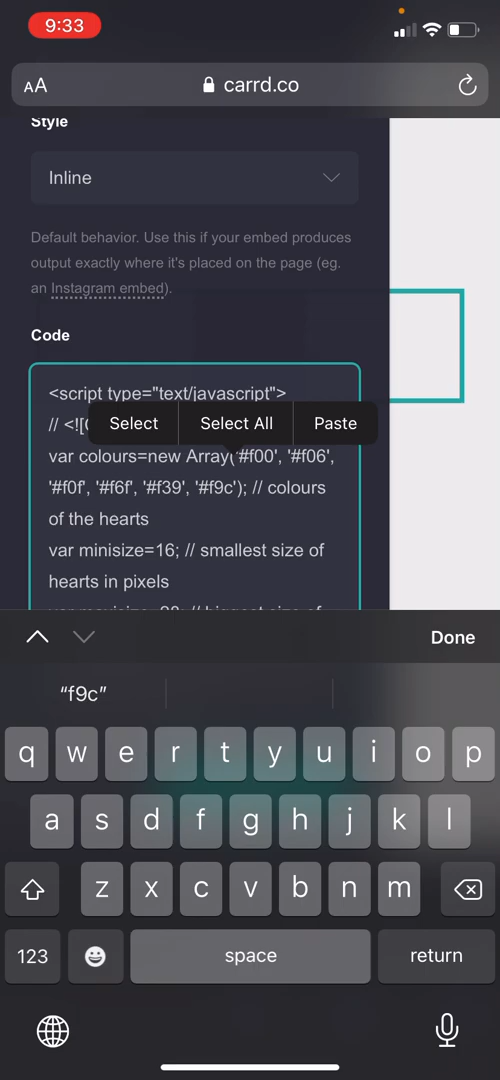 9:33
AA carrd.co
Style
Inline
Default behavior. Use this if your embed produces
output exactly where it's placed on the page (eg.
an Instagram embed).
Code
<script type="text/javascript">
// <![
Select Select All Paste
var colours=new Array('#f00', '#f06',
'#f0f', '#f6f', '#f39', '#f9c'); // colours
of the hearts
var minisize=16; // smallest size of
hearts in pixels
Done
“f9c”
q w e r t y u i o p
a s d f g h j k l
z x c v b n m
123 space return